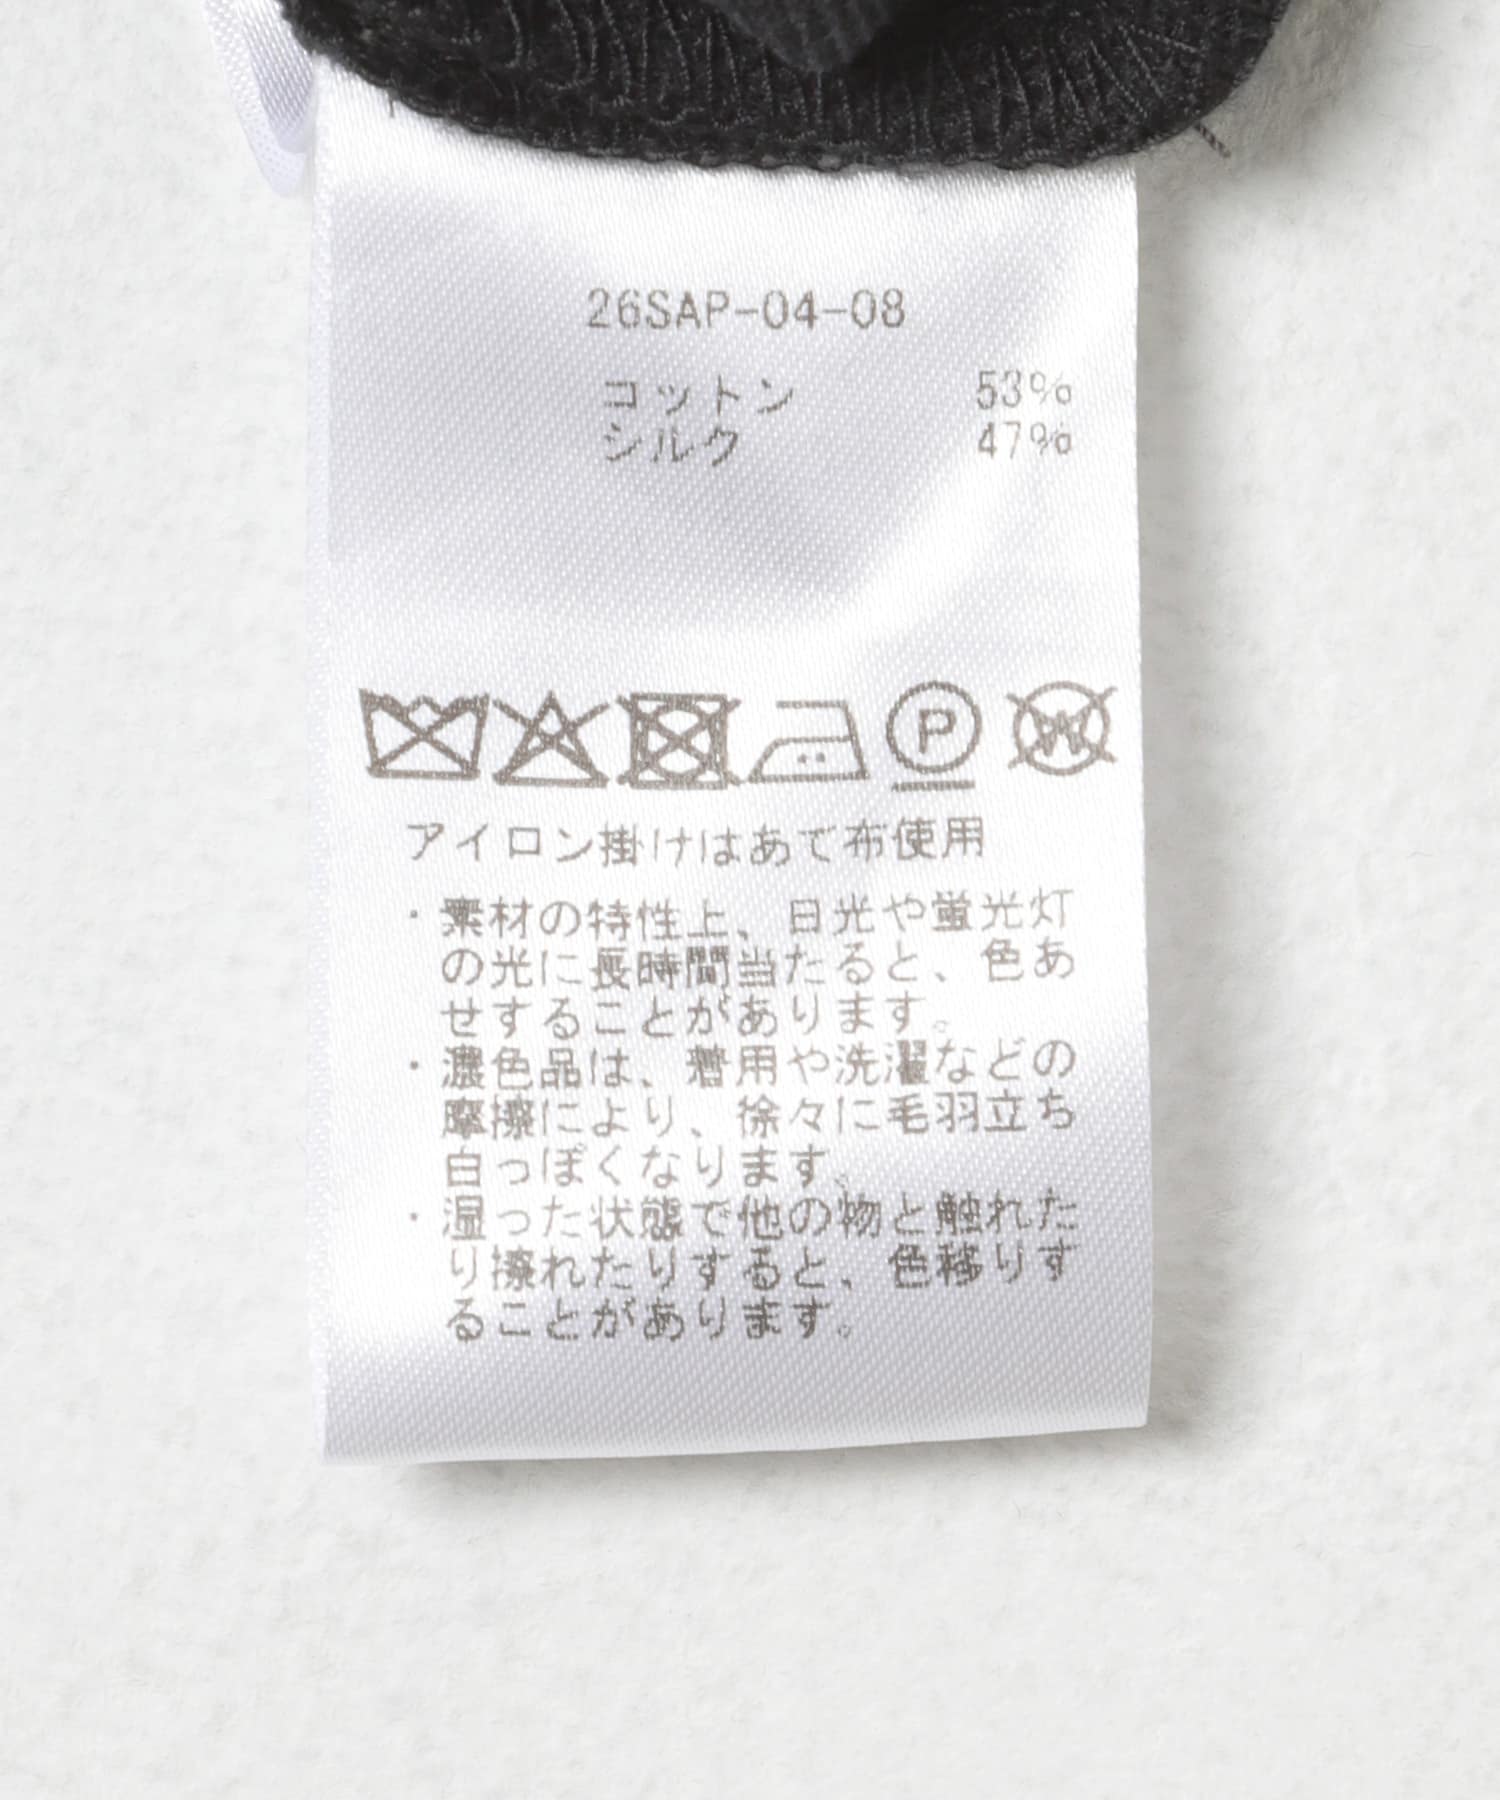 26SAP-04-08
コットン 53%
シルク 47%
P W
アイロン掛けはあて布使用
・素材の特性上、日光や蛍光灯
の光に長時間当たると、色あ
せすることがあります。
・濃色品は、着用や洗濯などの
摩擦により、徐々に毛羽立ち
白っぽくなります。
・湿った状態で他の物と触れた
り擦れたりすると、色移りす
ることがあります。